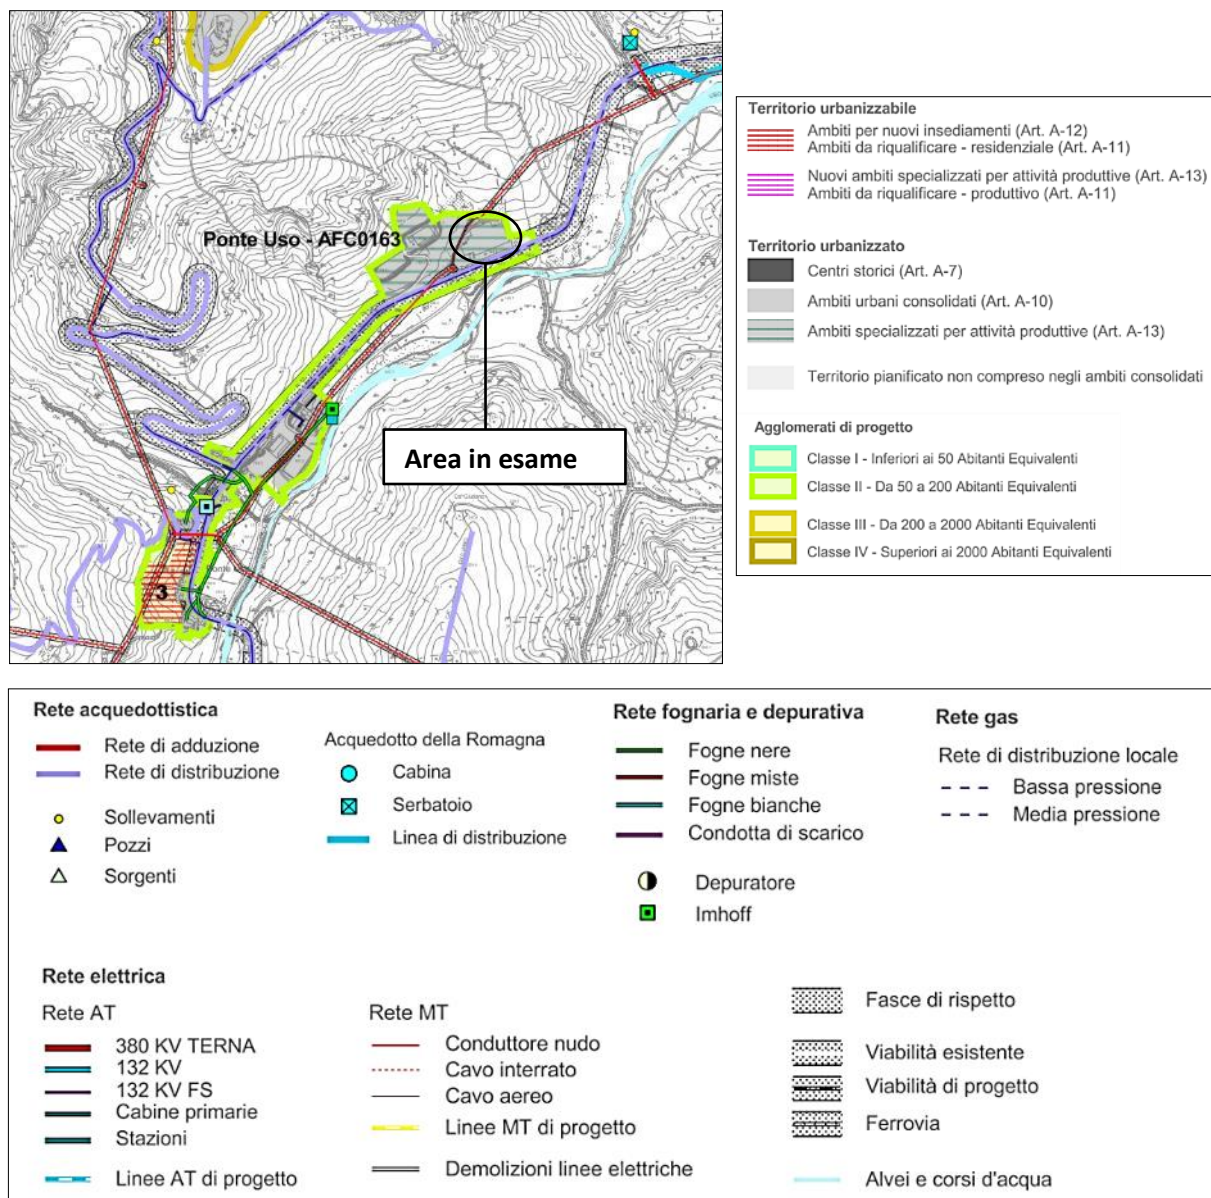 Ponte Uso - AFC0163
Area in esame
3
Territorio urbanizzabile
Ambiti per nuovi insediamenti (Art. A-12)
Ambiti da riqualificare - residenziale (Art. A-11)
Nuovi ambiti specializzati per attività produttive (Art. A-13)
Ambiti da riqualificare - produttivo (Art. A-11)
Territorio urbanizzato
Centri storici (Art. A-7)
Ambiti urbani consolidati (Art. A-10)
Ambiti specializzati per attività produttive (Art. A-13)
Territorio pianificato non compreso negli ambiti consolidati
Agglomerati di progetto
Classe I - Inferiori ai 50 Abitanti Equivalenti
Classe II - Da 50 a 200 Abitanti Equivalenti
Classe III - Da 200 a 2000 Abitanti Equivalenti
Classe IV - Superiori ai 2000 Abitanti Equivalenti
Rete acquedottistica
Rete di adduzione
Rete di distribuzione
Sollevamenti
Pozzi
Sorgenti
Acquedotto della Romagna
Cabina
Serbatoio
Linea di distribuzione
Rete fognaria e depurativa
Fogne nere
Fogne miste
Fogne bianche
Condotta di scarico
Depuratore
Imhoff
Rete gas
Rete di distribuzione locale
Bassa pressione
Media pressione
Rete elettrica
Rete AT
380 KV TERNA
132 KV
132 KV FS
Cabine primarie
Stazioni
Linee AT di progetto
Rete MT
Conduttore nudo
Cavo interrato
Cavo aereo
Linee MT di progetto
Demolizioni linee elettriche
Fasce di rispetto
Viabilità esistente
Viabilità di progetto
Ferrovia
Alvei e corsi d'acqua